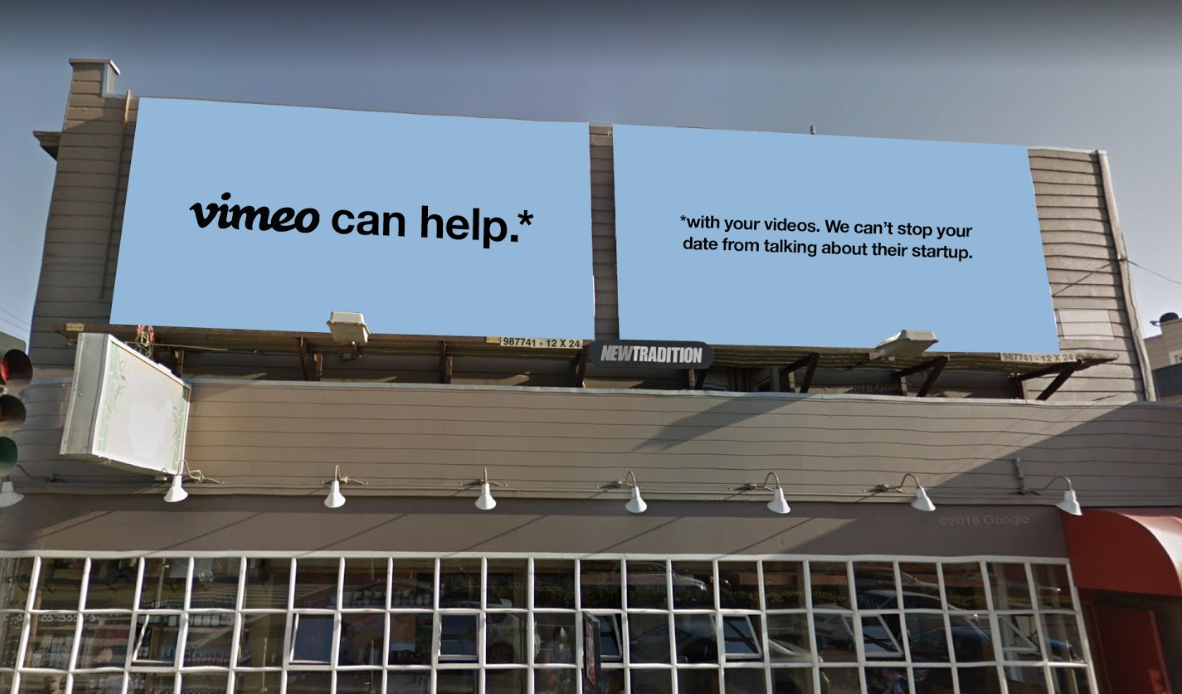 vimeo can help.*
*with your videos. We can’t stop your
date from talking about their startup.
987741 - 12 X 24
NEWTRADITION
987741 - 12 X 24
©2018 Google